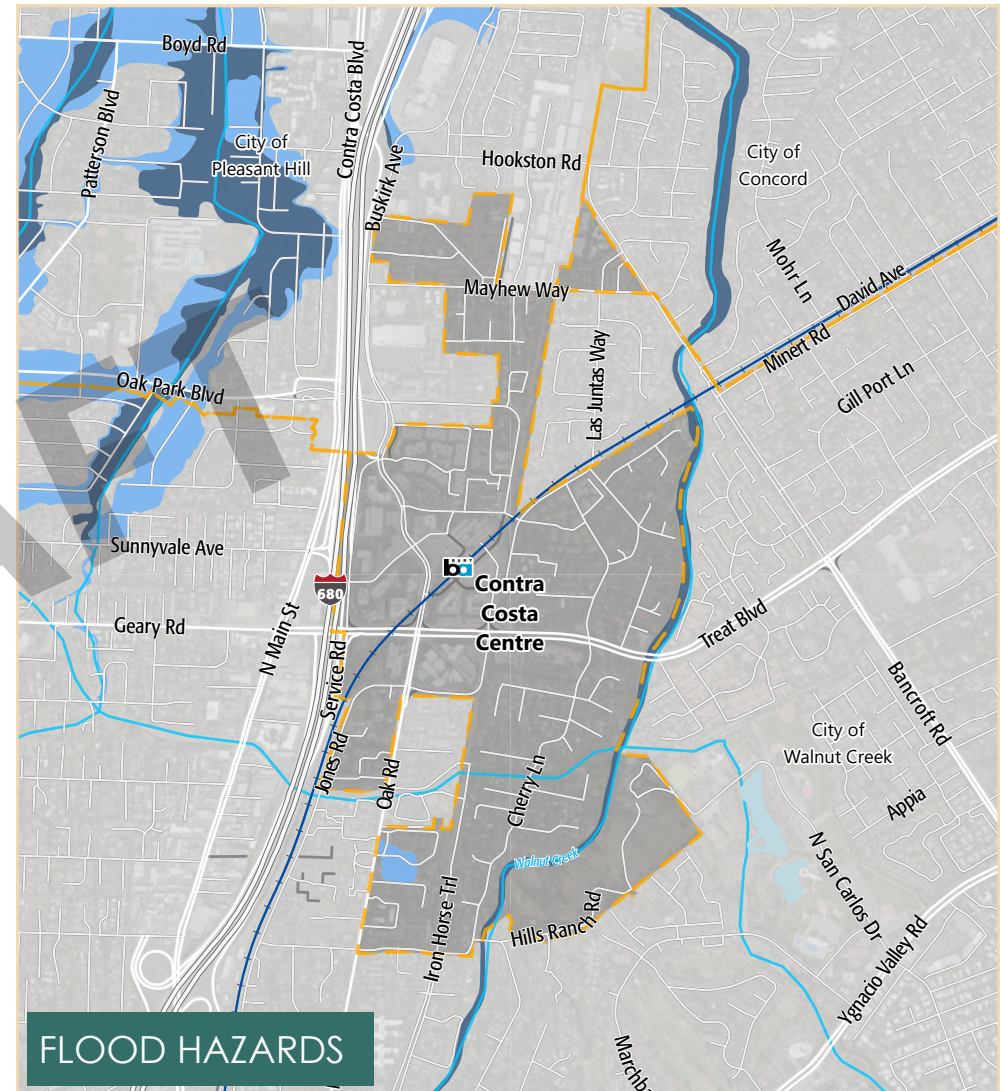 Boyd Rd
Contra Costa Blvd
Patterson Blvd
City of
Pleasant Hill
Buskirk Ave
Hookston Rd
City of
Concord
Mohr Ln
David Ave
Mayhew Way
Minert Rd
Las Juntas Way
Gill Port Ln
Oak Park Blvd
Sunnyvale Ave
BART
ba
680
Contra
Costa
Centre
Geary Rd
N Main St
Service Rd
Treat Blvd
Bancroft Rd
Jones Rd
Oak Rd
Cherry Ln
City of
Walnut Creek
Appia
Walnut Creek
N San Carlos Dr
Iron Horse Trl
Hills Ranch Rd
Ygnacio Valley Rd
FLOOD HAZARDS